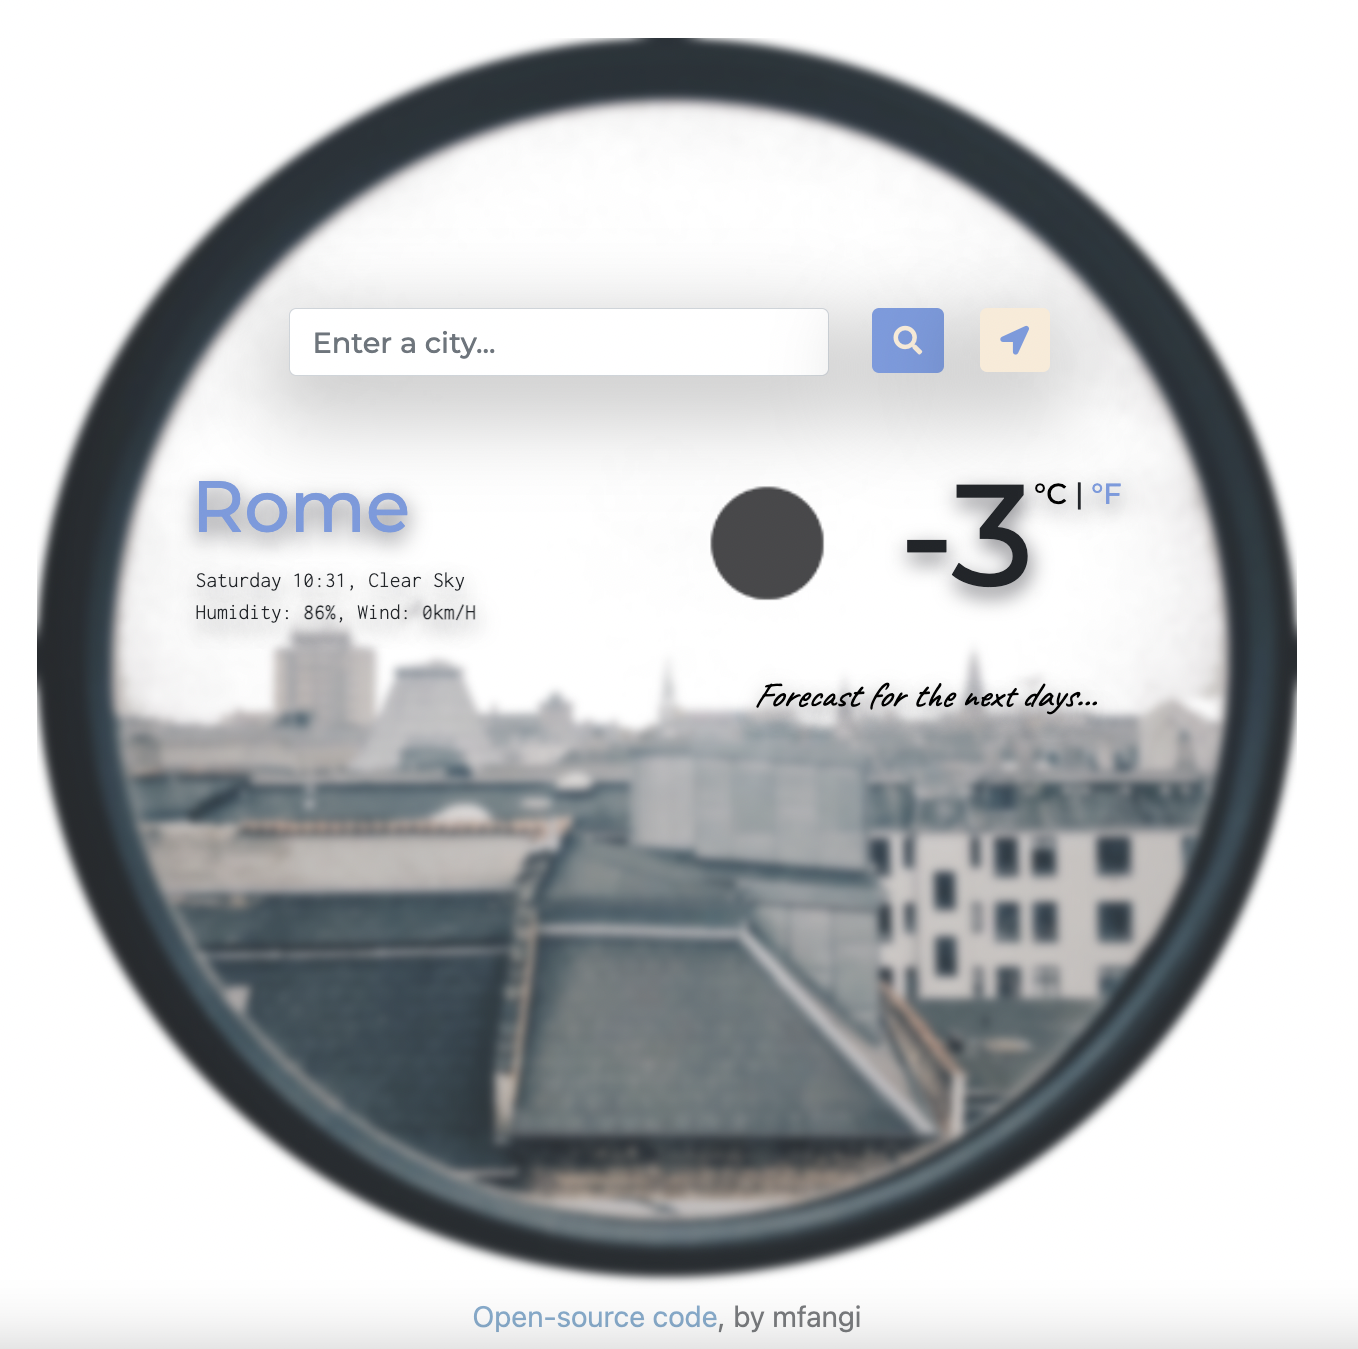 Enter a city...
Rome
-3 °C | °F
Saturday 10:31, Clear Sky
Humidity: 86%, Wind: 0km/H
Forecast for the next days...
Open-source code, by mfangi